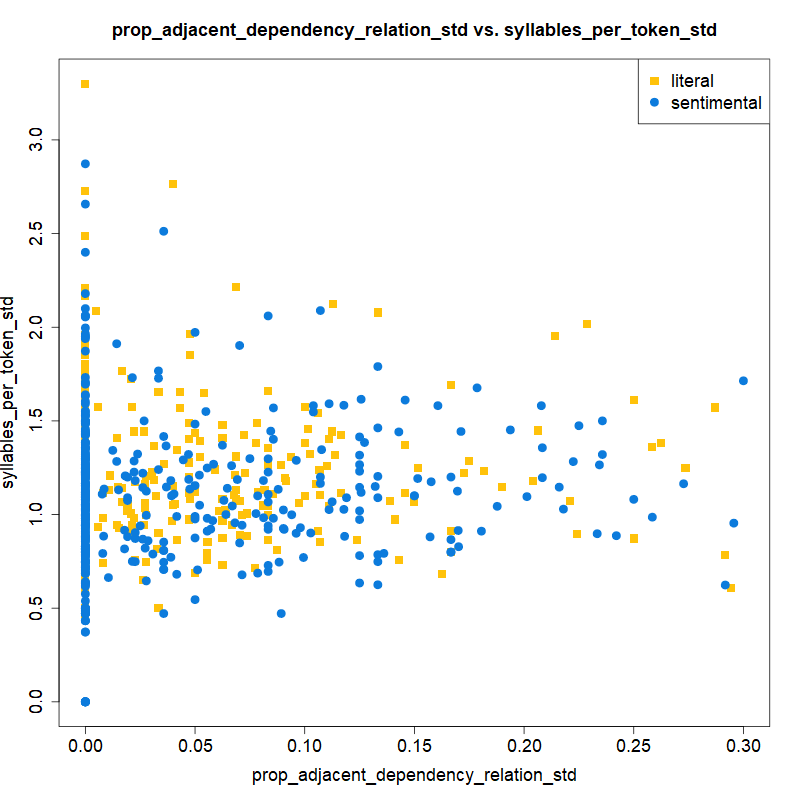 prop_adjacent_dependency_relation_std vs. syllables_per_token_std
literal
sentimental
syllables_per_token_std
3.0
2.5
2.0
1.5
1.0
0.5
0.0
0.00 0.05 0.10 0.15 0.20 0.25 0.30
prop_adjacent_dependency_relation_std